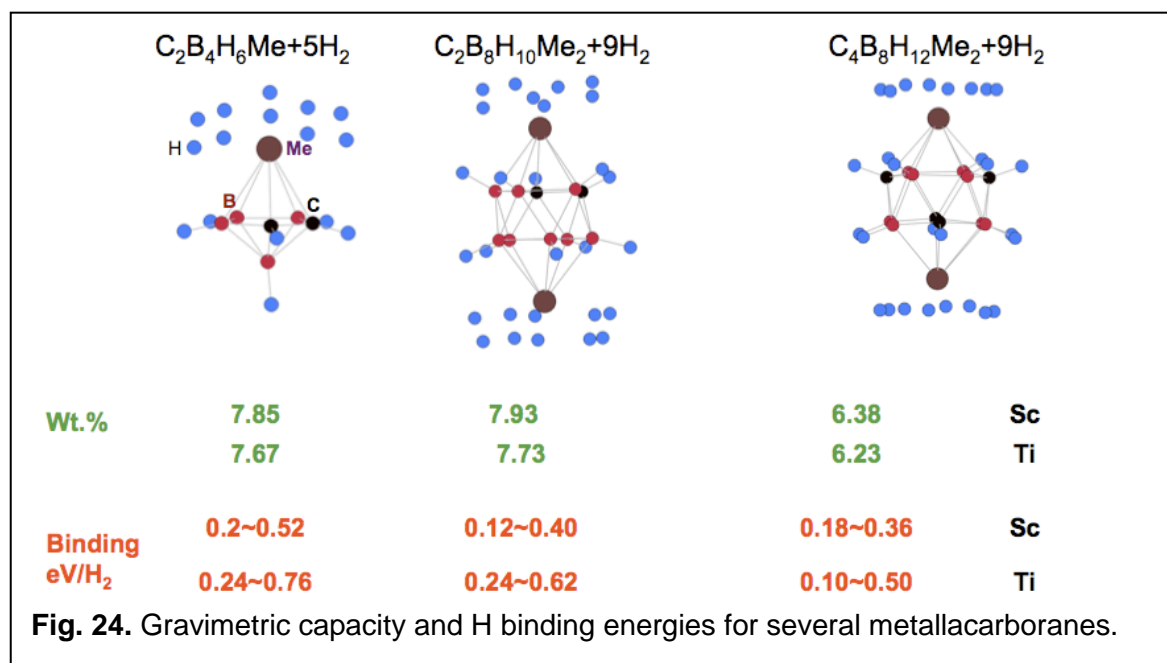 C₂B₄H₆Me+5H₂ C₂B₈H₁₀Me₂+9H₂ C₄B₈H₁₂Me₂+9H₂
H Me
B C
Wt.% 7.85 7.93 6.38 Sc
7.67 7.73 6.23 Ti
Binding eV/H₂ 0.2~0.52 0.12~0.40 0.18~0.36 Sc
0.24~0.76 0.24~0.62 0.10~0.50 Ti
Fig. 24. Gravimetric capacity and H binding energies for several metallacarboranes.